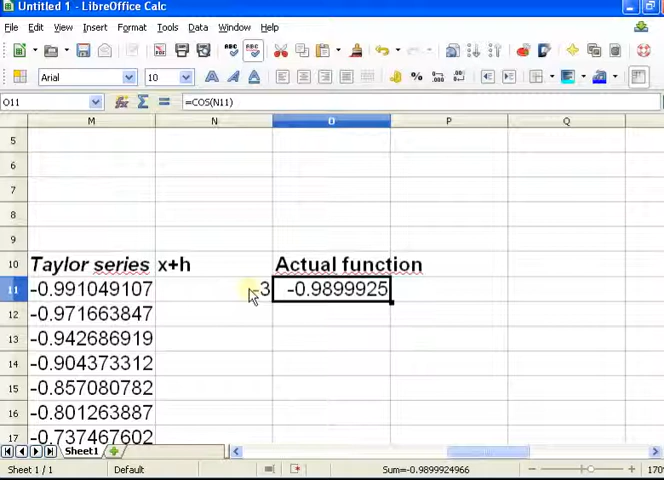 Untitled 1 - LibreOffice Calc
File Edit View Insert Format Tools Data Window Help
Arial 10
O11 =COS(N11)
M N O P Q
5
6
7
8
9
10 Taylor series x+h Actual function
11 -0.991049107 -3 -0.9899925
12 -0.971663847
13 -0.942686919
14 -0.904373312
15 -0.857080782
16 -0.801263887
17 -0.737467602
Sheet1
Sheet 1 / 1 Default Sum=-0.9899924966 170